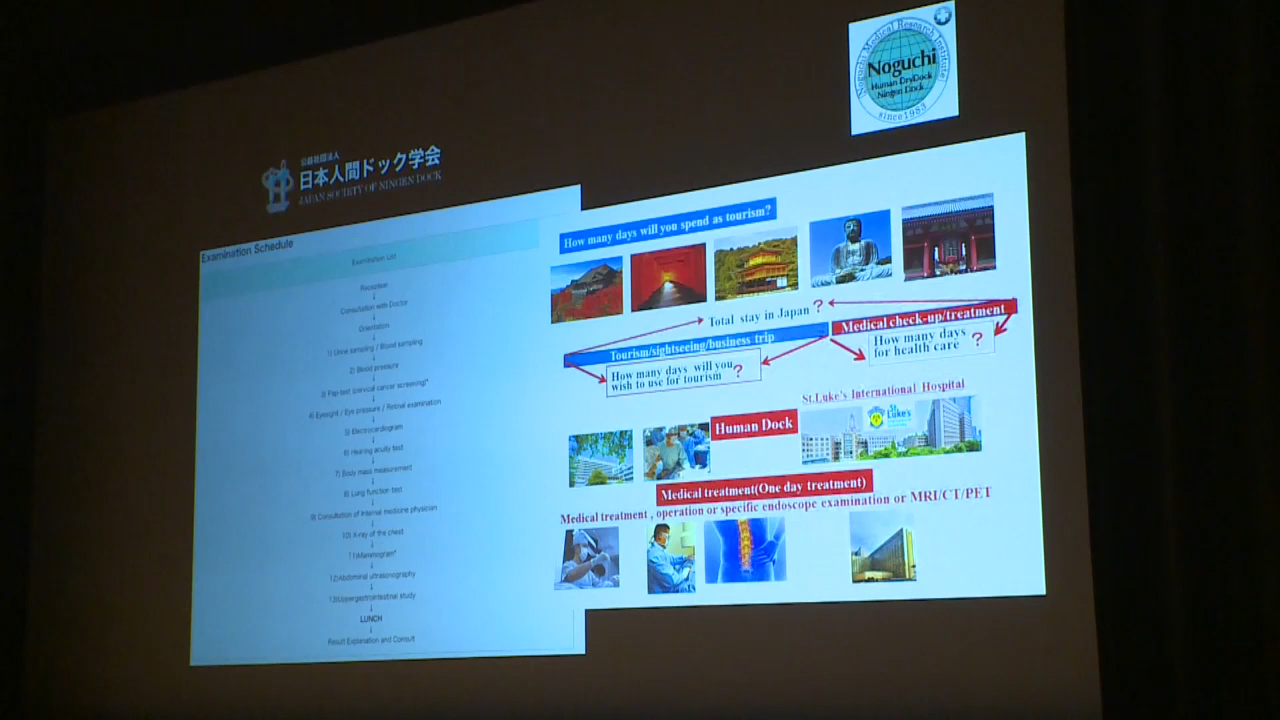 Noguchi Medical Research Institute
Noguchi
Human DryDock
Ningen Dock
since1983
公益社団法人
日本人間ドック学会
JAPAN SOCIETY OF NINGEN DOCK
Examination Schedule
Examination List
Reception
↓
Consultation with Doctor
↓
Orientation
↓
1) Urine sampling / Blood sampling
↓
2) Blood pressure
↓
3) Pap-test (cervical cancer screening)*
↓
4) Eyesight / Eye pressure / Retinal examination
↓
5) Electrocardiogram
↓
6) Hearing acuity test
↓
7) Body mass measurement
↓
8) Lung function test
↓
9) Consultation of Internal medicine physician
↓
10) X-ray of the chest
↓
11)Mammogram*
↓
12)Abdominal ultrasonography
↓
13)Uppergastrointestinal study
↓
LUNCH
↓
Result Explanation and Consult
How many days will you spend as tourism?
Total stay in Japan ?
Tourism/sightseeing/business trip
Medical check-up/treatment
How many days will you
wish to use for tourism ?
How many days
for health care ?
St.Luke's International Hospital
St. Luke's
Human Dock
Medical treatment(One day treatment)
Medical treatment , operation or specific endoscope examination or MRI/CT/PET